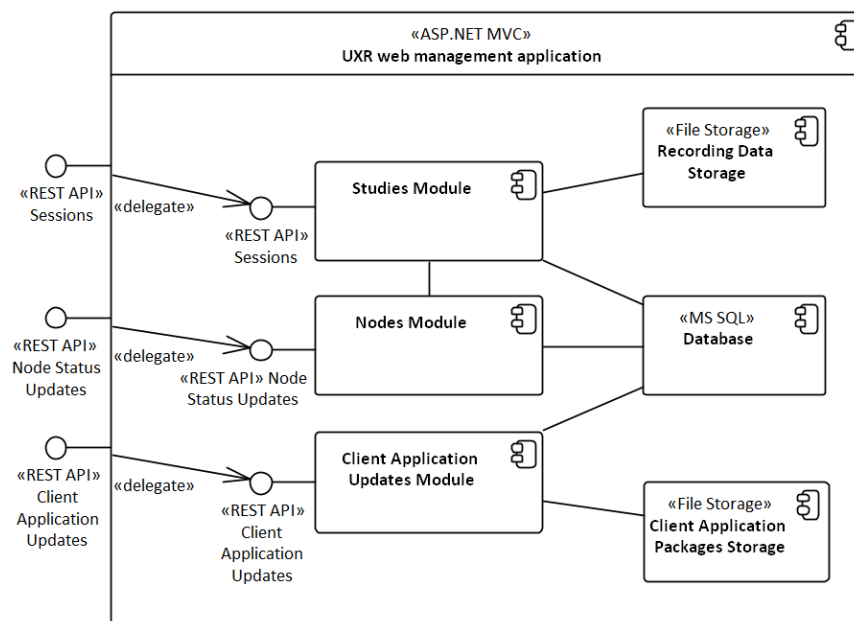 «ASP.NET MVC»
UXR web management application
«File Storage»
Recording Data
Storage
Studies Module
«REST API»
Sessions
«delegate»
«REST API»
Sessions
Nodes Module
«MS SQL»
Database
«REST API»
Node Status
Updates
«delegate»
«REST API» Node
Status Updates
Client Application
Updates Module
«REST API»
Client
Application
Updates
«delegate»
«REST API»
Client
Application
Updates
«File Storage»
Client Application
Packages Storage